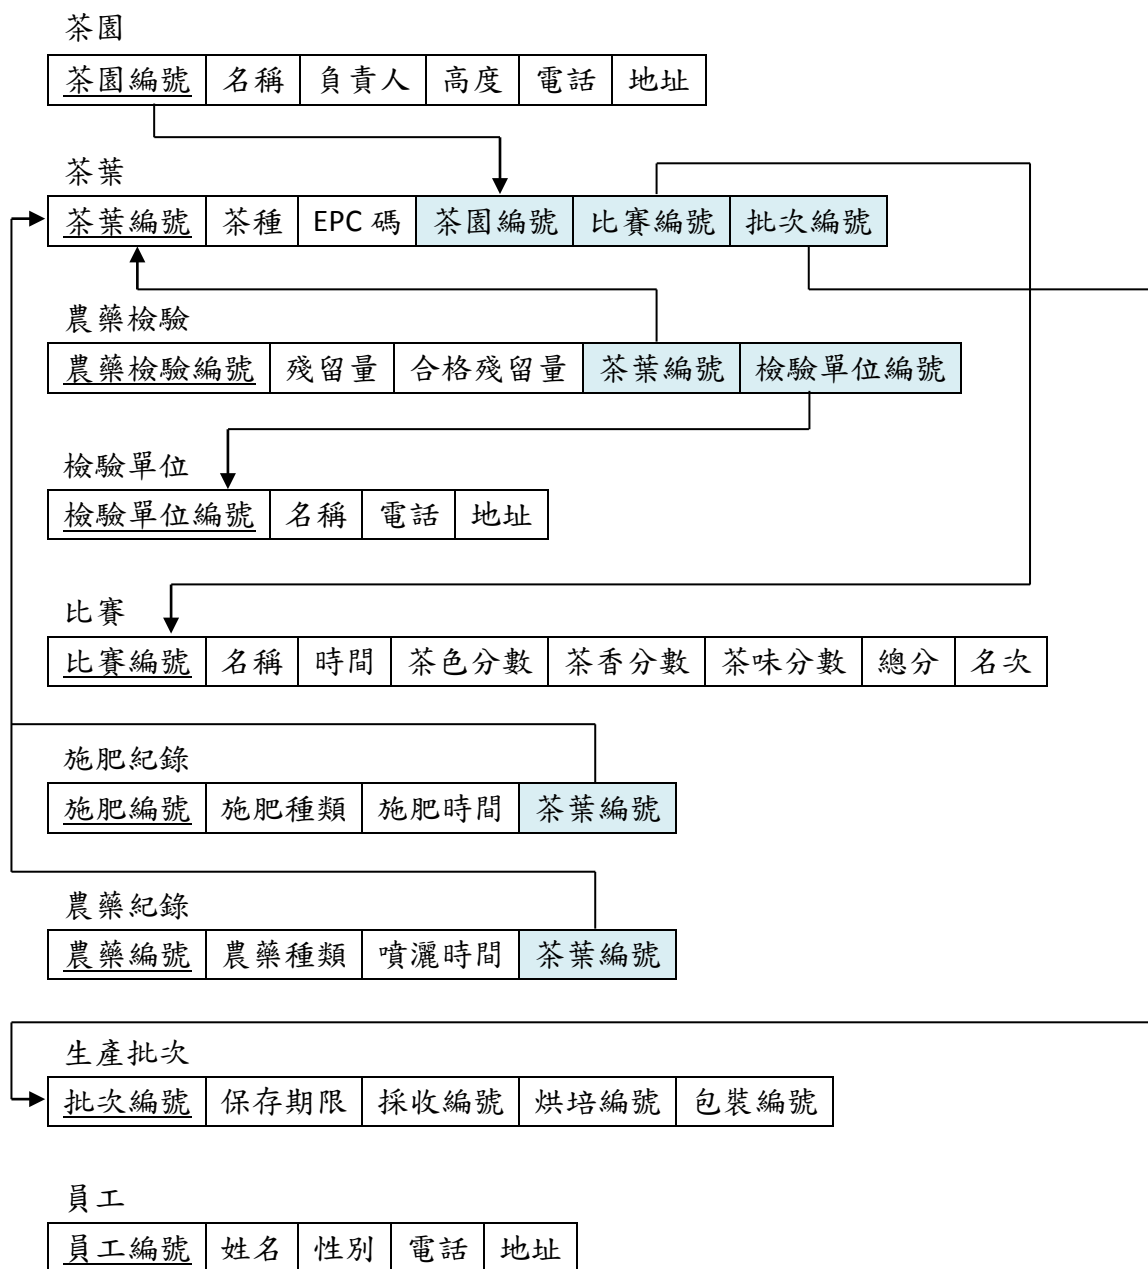 茶園
茶園編號 名稱 負責人 高度 電話 地址
茶葉
茶葉編號 茶種 EPC 碼 茶園編號 比賽編號 批次編號
農藥檢驗
農藥檢驗編號 殘留量 合格殘留量 茶葉編號 檢驗單位編號
檢驗單位
檢驗單位編號 名稱 電話 地址
比賽
比賽編號 名稱 時間 茶色分數 茶香分數 茶味分數 總分 名次
施肥紀錄
施肥編號 施肥種類 施肥時間 茶葉編號
農藥紀錄
農藥編號 農藥種類 噴灑時間 茶葉編號
生產批次
批次編號 保存期限 採收編號 烘培編號 包裝編號
員工
員工編號 姓名 性別 電話 地址